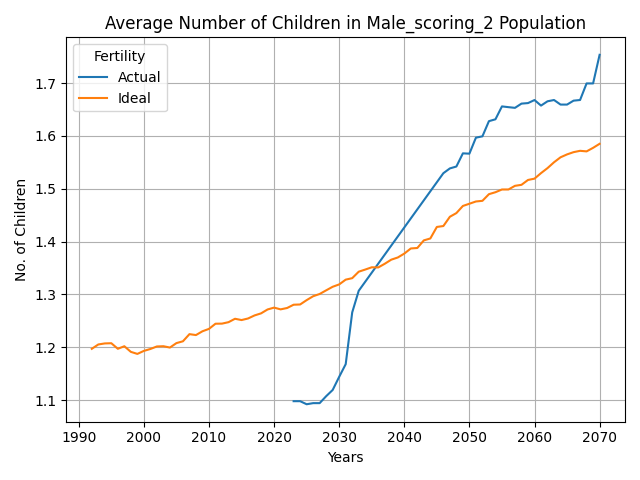 Average Number of Children in Male_scoring_2 Population
Fertility
Actual
Ideal
No. of Children
1.7
1.6
1.5
1.4
1.3
1.2
1.1
1990 2000 2010 2020 2030 2040 2050 2060 2070
Years